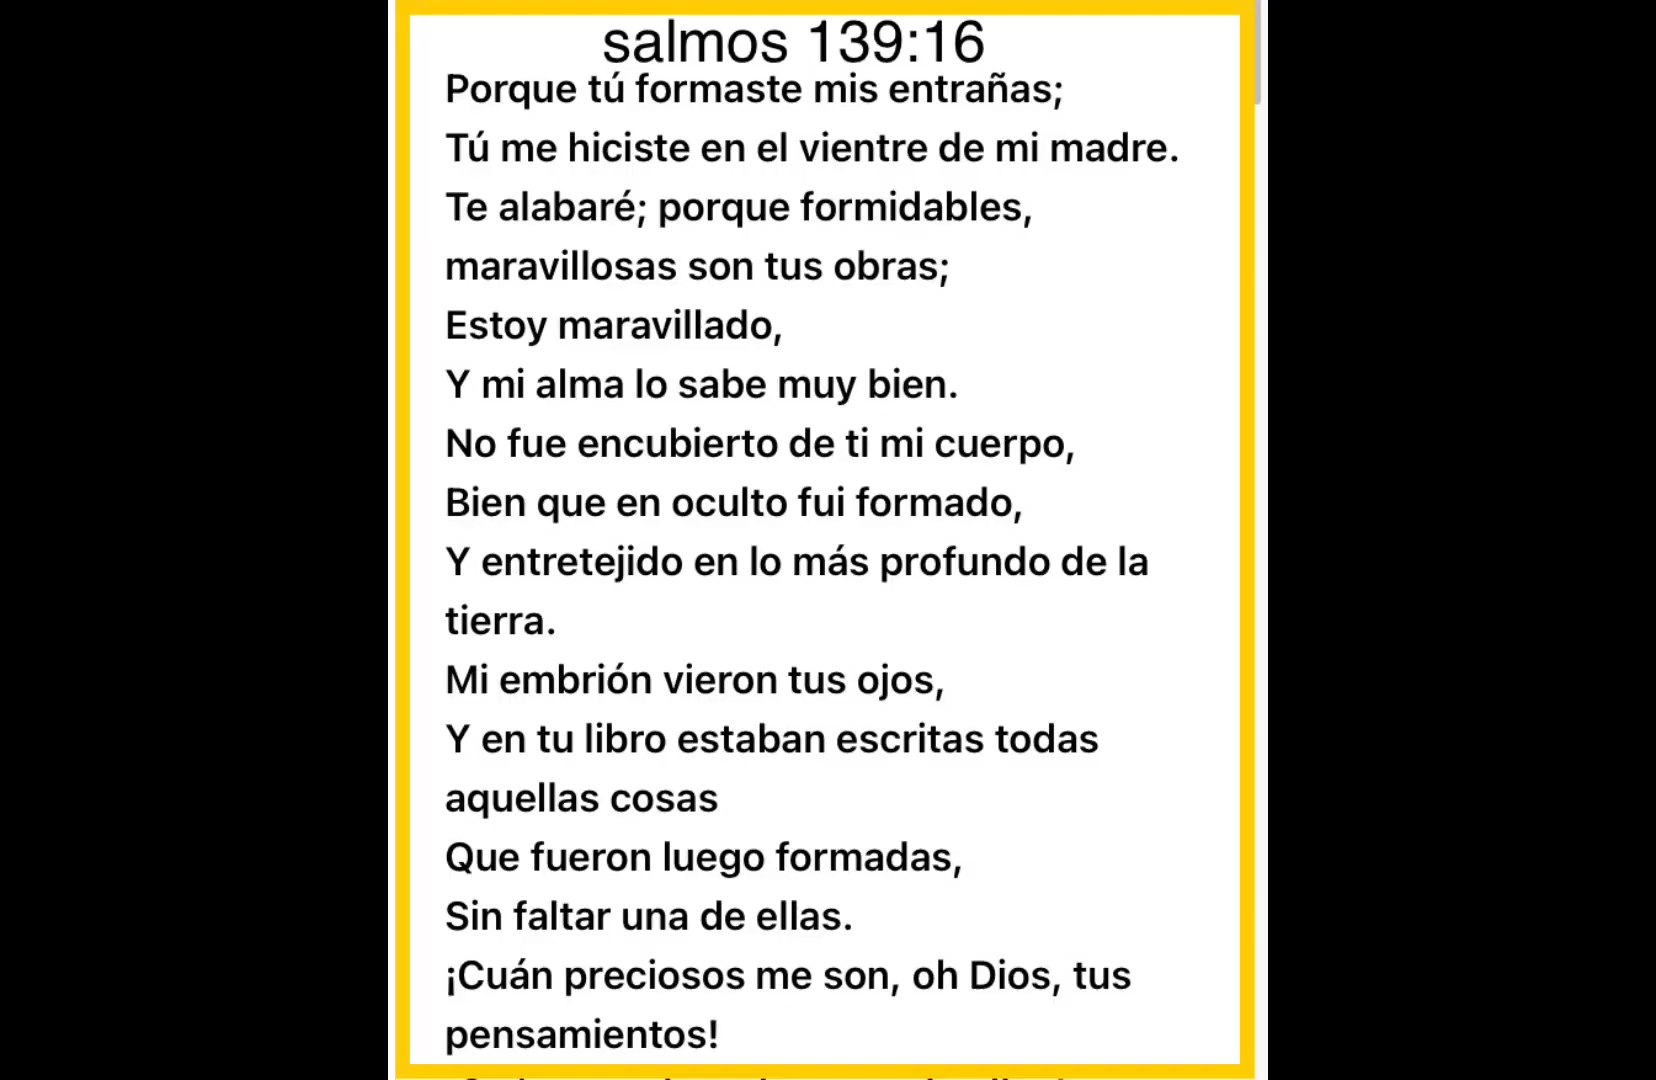 salmos 139:16
Porque tú formaste mis entrañas;
Tú me hiciste en el vientre de mi madre.
Te alabaré; porque formidables,
maravillosas son tus obras;
Estoy maravillado,
Y mi alma lo sabe muy bien.
No fue encubierto de ti mi cuerpo,
Bien que en oculto fui formado,
Y entretejido en lo más profundo de la
tierra.
Mi embrión vieron tus ojos,
Y en tu libro estaban escritas todas
aquellas cosas
Que fueron luego formadas,
Sin faltar una de ellas.
¡Cuán preciosos me son, oh Dios, tus
pensamientos!